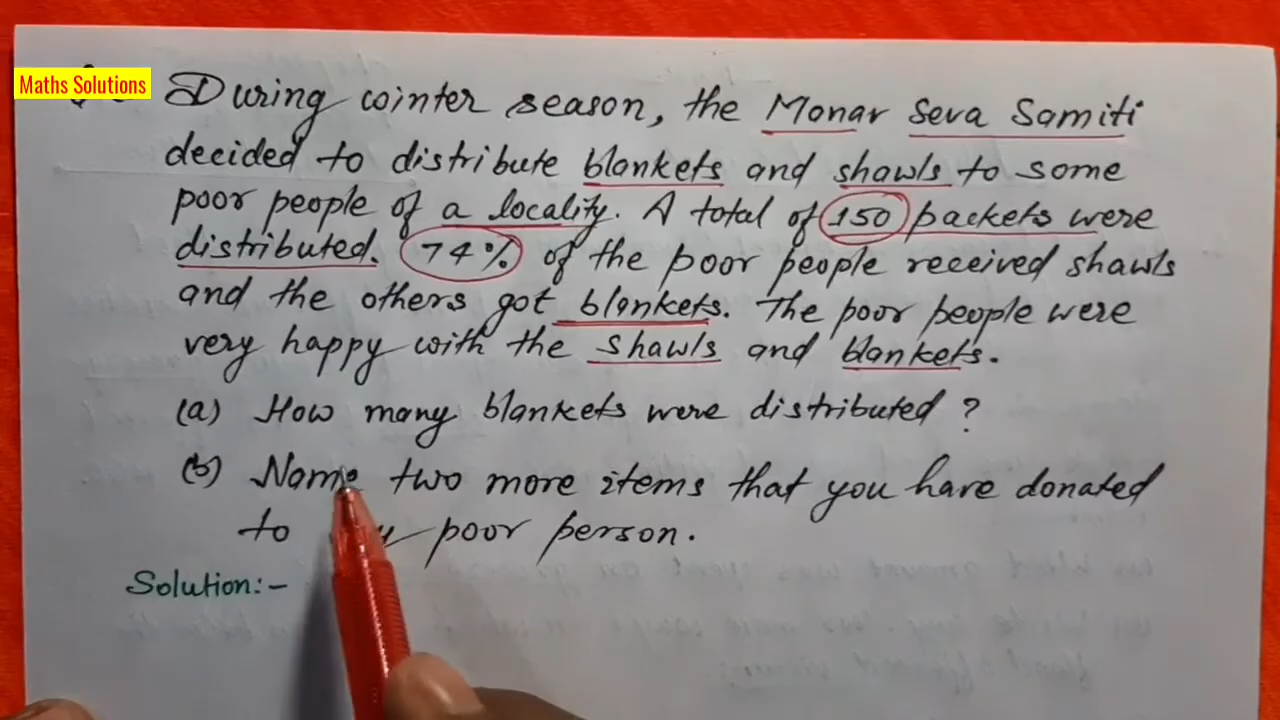 Maths Solutions
During winter season, the Monar Seva Samiti
decided to distribute blankets and shawls to some
poor people of a locality. A total of 150 packets were
distributed. 74% of the poor people received shawls
and the others got blankets. The poor people were
very happy with the shawls and blankets.
(a) How many blankets were distributed ?
(b) Name two more items that you have donated
to poor person.
Solution:-